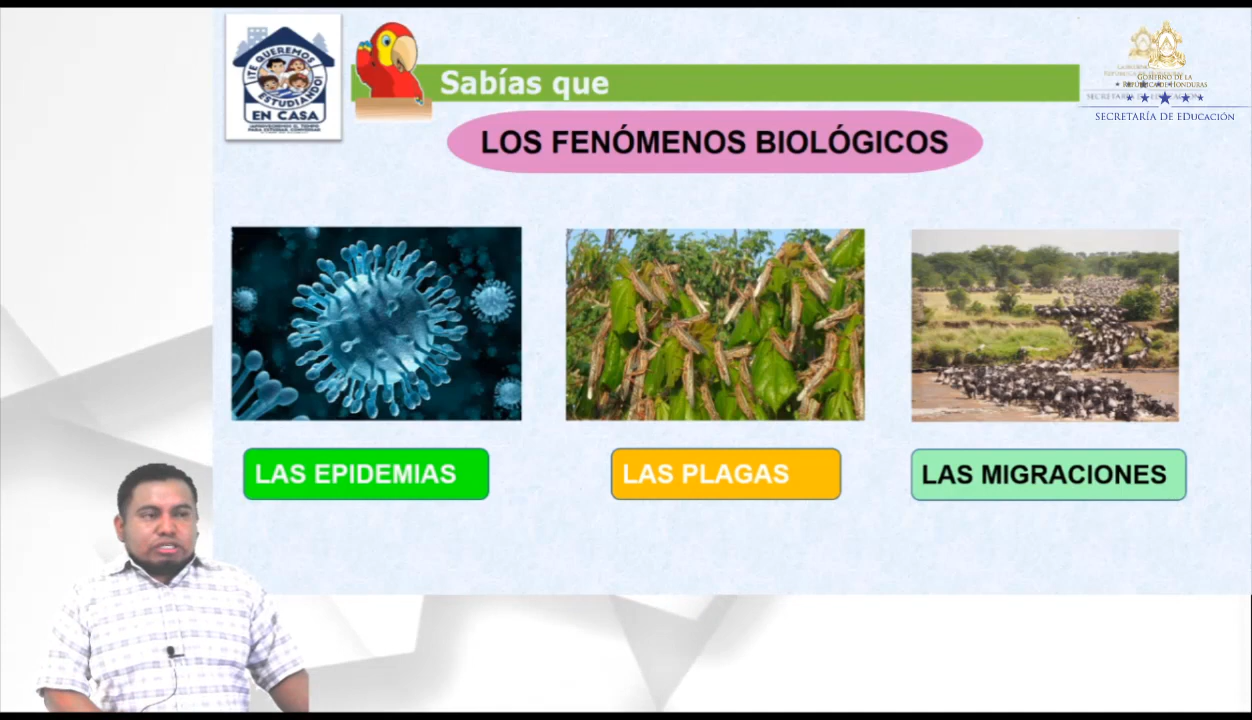 ¡TE QUEREMOS
ESTUDIANDO!
EN CASA
Sabías que
GOBIERNO DE LA
REPÚBLICA DE HONDURAS
SECRETARÍA DE EDUCACIÓN
LOS FENÓMENOS BIOLÓGICOS
LAS EPIDEMIAS
LAS PLAGAS
LAS MIGRACIONES